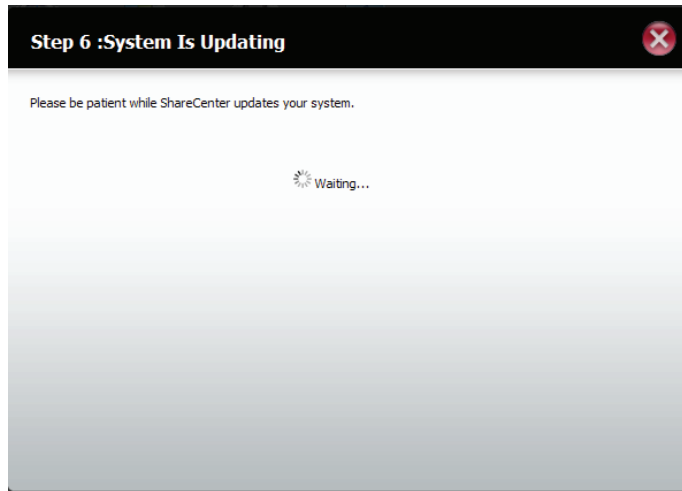 Step 6 :System Is Updating
Please be patient while ShareCenter updates your system.
Waiting...